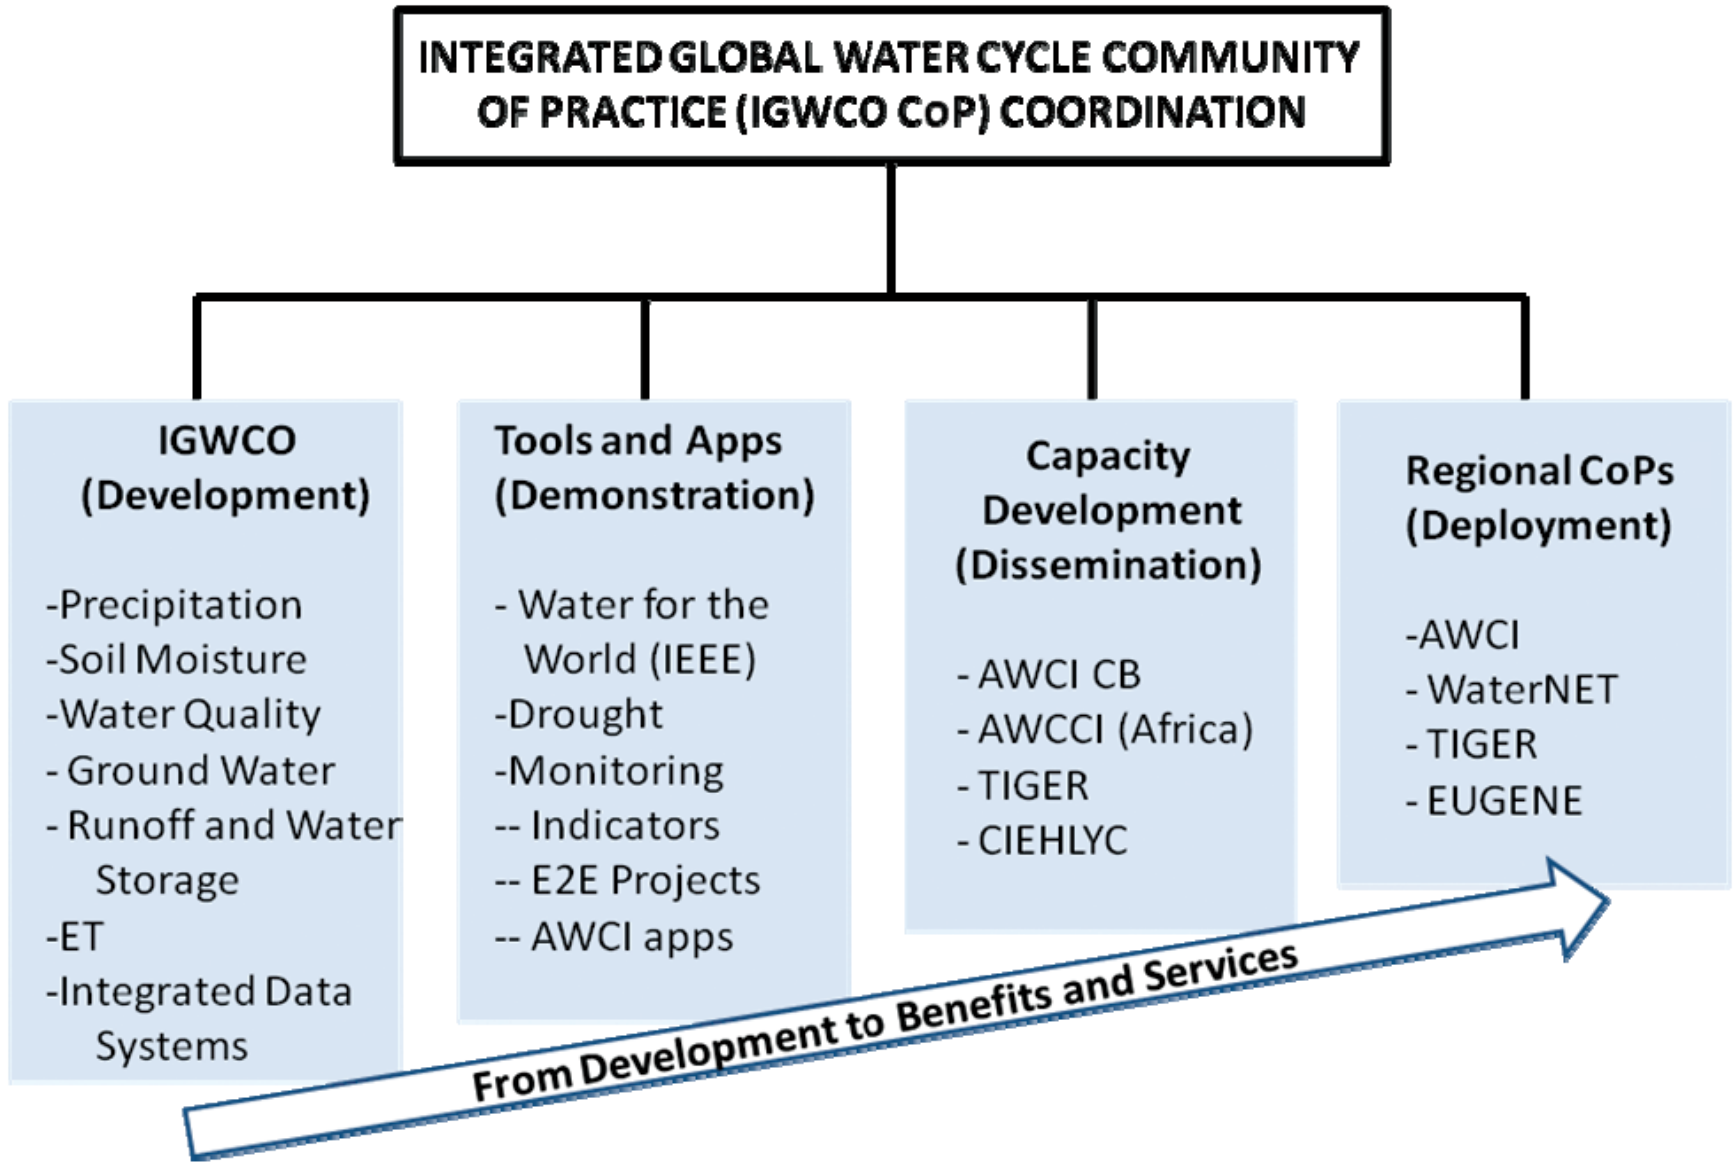 INTEGRATED GLOBAL WATER CYCLE COMMUNITY
OF PRACTICE (IGWCO CoP) COORDINATION
IGWCO
(Development)
-Precipitation
-Soil Moisture
-Water Quality
- Ground Water
- Runoff and Water
Storage
-ET
-Integrated Data
Systems
Tools and Apps
(Demonstration)
- Water for the
World (IEEE)
-Drought
-Monitoring
-- Indicators
-- E2E Projects
-- AWCI apps
Capacity
Development
(Dissemination)
- AWCI CB
- AWCCI (Africa)
- TIGER
- CIEHLYC
Regional CoPs
(Deployment)
-AWCI
- WaterNET
- TIGER
- EUGENE
From Development to Benefits and Services